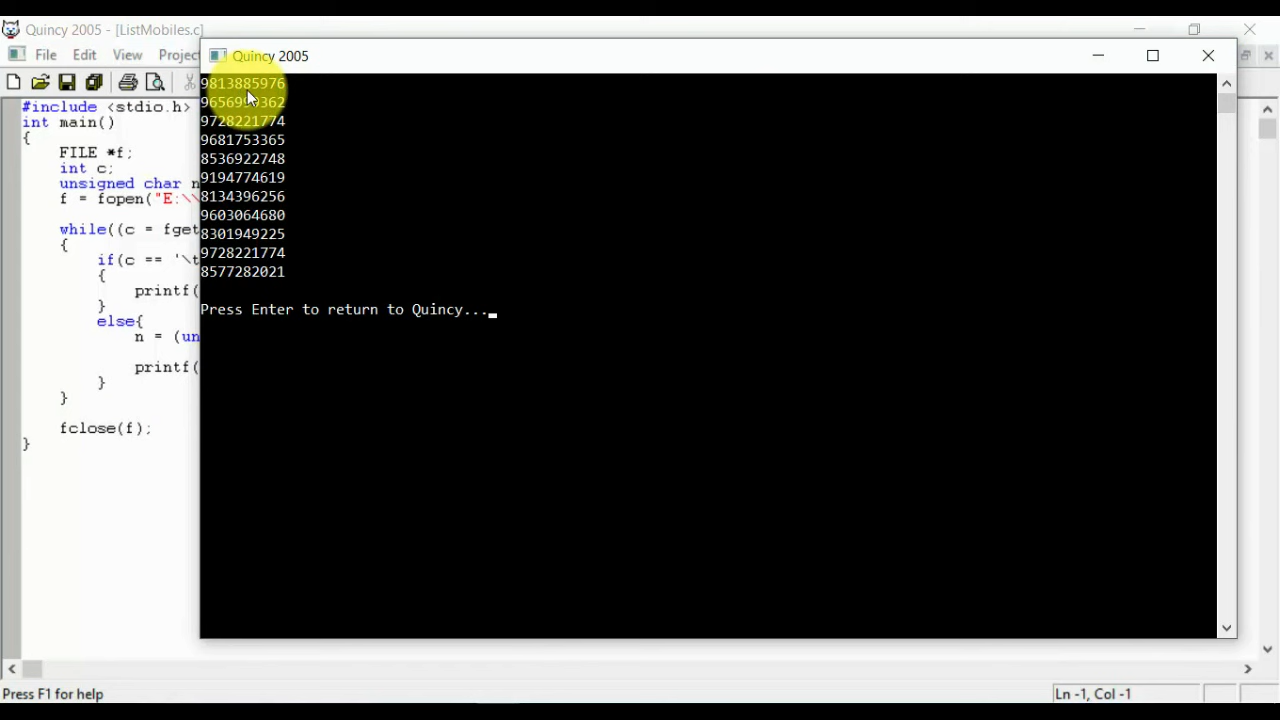 Quincy 2005 - [ListMobiles.c]
File Edit View Project
Quincy 2005
#include <stdio.h>
int main()
{
FILE *f;
int c;
unsigned char n
f = fopen("E:\\
while((c = fget
{
if(c == '\t
{
printf(
}
else{
n = (un
printf(
}
}
fclose(f);
}
9813885976
9728221774
9681753365
8536922748
9194774619
8134396256
9603064680
8301949225
9728221774
8577282021
Press Enter to return to Quincy...
Press F1 for help
Ln -1, Col -1